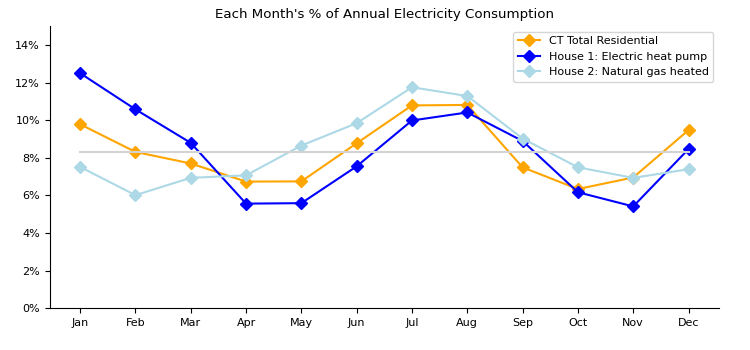 Each Month's % of Annual Electricity Consumption
14%
12%
10%
8%
6%
4%
2%
0%
CT Total Residential
House 1: Electric heat pump
House 2: Natural gas heated
Jan Feb Mar Apr May Jun Jul Aug Sep Oct Nov Dec